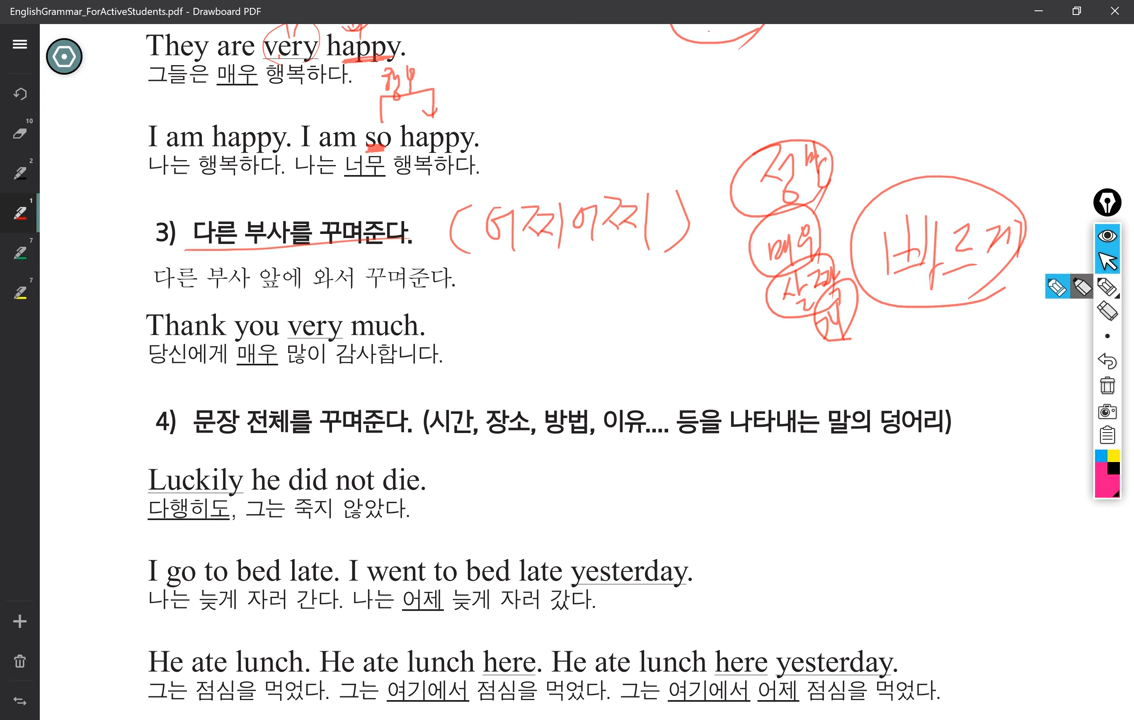 EnglishGrammar_ForActiveStudents.pdf - Drawboard PDF
They are very happy.
그들은 매우 행복하다.
형용
I am happy. I am so happy.
나는 행복하다. 나는 너무 행복하다.
정말
3) 다른 부사를 꾸며준다. (어찌어찌)
매우 빠르게
다른 부사 앞에 와서 꾸며준다.
살짝
Thank you very much.
당신에게 매우 많이 감사합니다.
4) 문장 전체를 꾸며준다. (시간, 장소, 방법, 이유.... 등을 나타내는 말의 덩어리)
Luckily he did not die.
다행히도, 그는 죽지 않았다.
I go to bed late. I went to bed late yesterday.
나는 늦게 자러 간다. 나는 어제 늦게 자러 갔다.
He ate lunch. He ate lunch here. He ate lunch here yesterday.
그는 점심을 먹었다. 그는 여기에서 점심을 먹었다. 그는 여기에서 어제 점심을 먹었다.
10
2
1
7
7